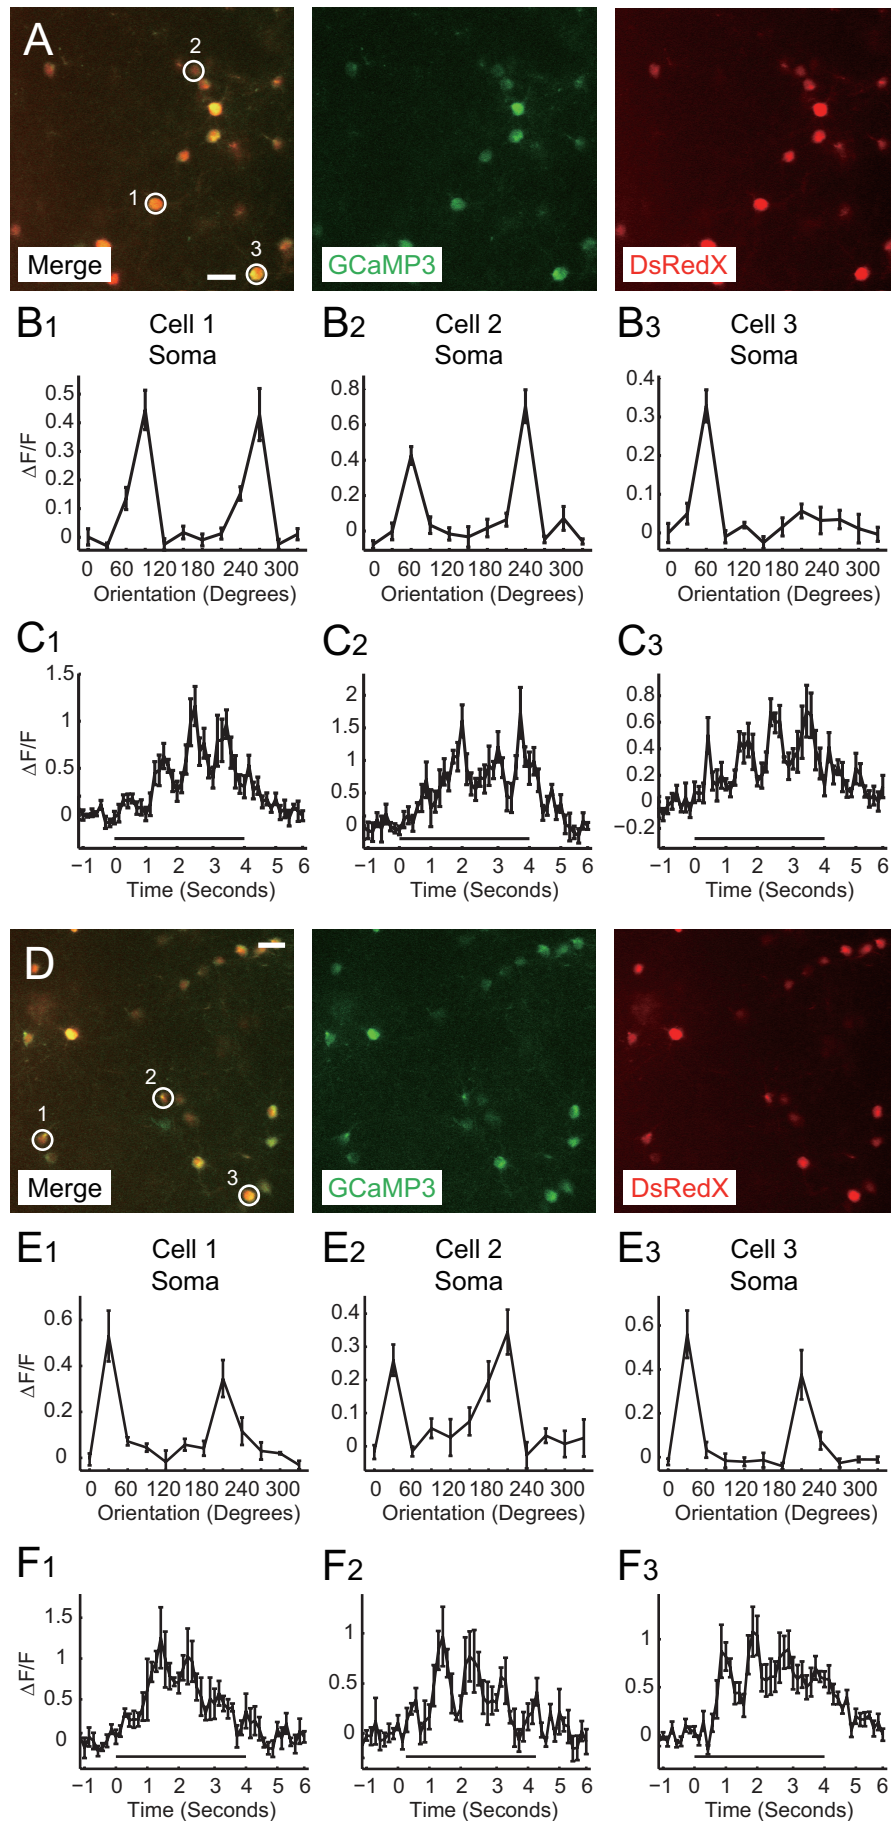 A
2
1
3
Merge
GCaMP3
DsRedX
B1 Cell 1 Soma
B2 Cell 2 Soma
B3 Cell 3 Soma
ΔF/F
0.5
0.4
0.3
0.2
0.1
0
0 60 120 180 240 300
Orientation (Degrees)
0.8
0.6
0.4
0.2
0
0 60 120 180 240 300
Orientation (Degrees)
0.4
0.3
0.2
0.1
0
0 60 120 180 240 300
Orientation (Degrees)
C1
ΔF/F
1.5
1
0.5
0
−1 0 1 2 3 4 5 6
Time (Seconds)
C2
2
1.5
1
0.5
0
−1 0 1 2 3 4 5 6
Time (Seconds)
C3
0.8
0.6
0.4
0.2
0
−0.2
−1 0 1 2 3 4 5 6
Time (Seconds)
D
1
2
3
Merge
GCaMP3
DsRedX
E1 Cell 1 Soma
E2 Cell 2 Soma
E3 Cell 3 Soma
ΔF/F
0.6
0.4
0.2
0
0 60 120 180 240 300
Orientation (Degrees)
0.4
0.3
0.2
0.1
0
0 60 120 180 240 300
Orientation (Degrees)
0.6
0.4
0.2
0
0 60 120 180 240 300
Orientation (Degrees)
F1
ΔF/F
1.5
1
0.5
0
−1 0 1 2 3 4 5 6
Time (Seconds)
F2
1
0.5
0
−1 0 1 2 3 4 5 6
Time (Seconds)
F3
1
0.5
0
−1 0 1 2 3 4 5 6
Time (Seconds)